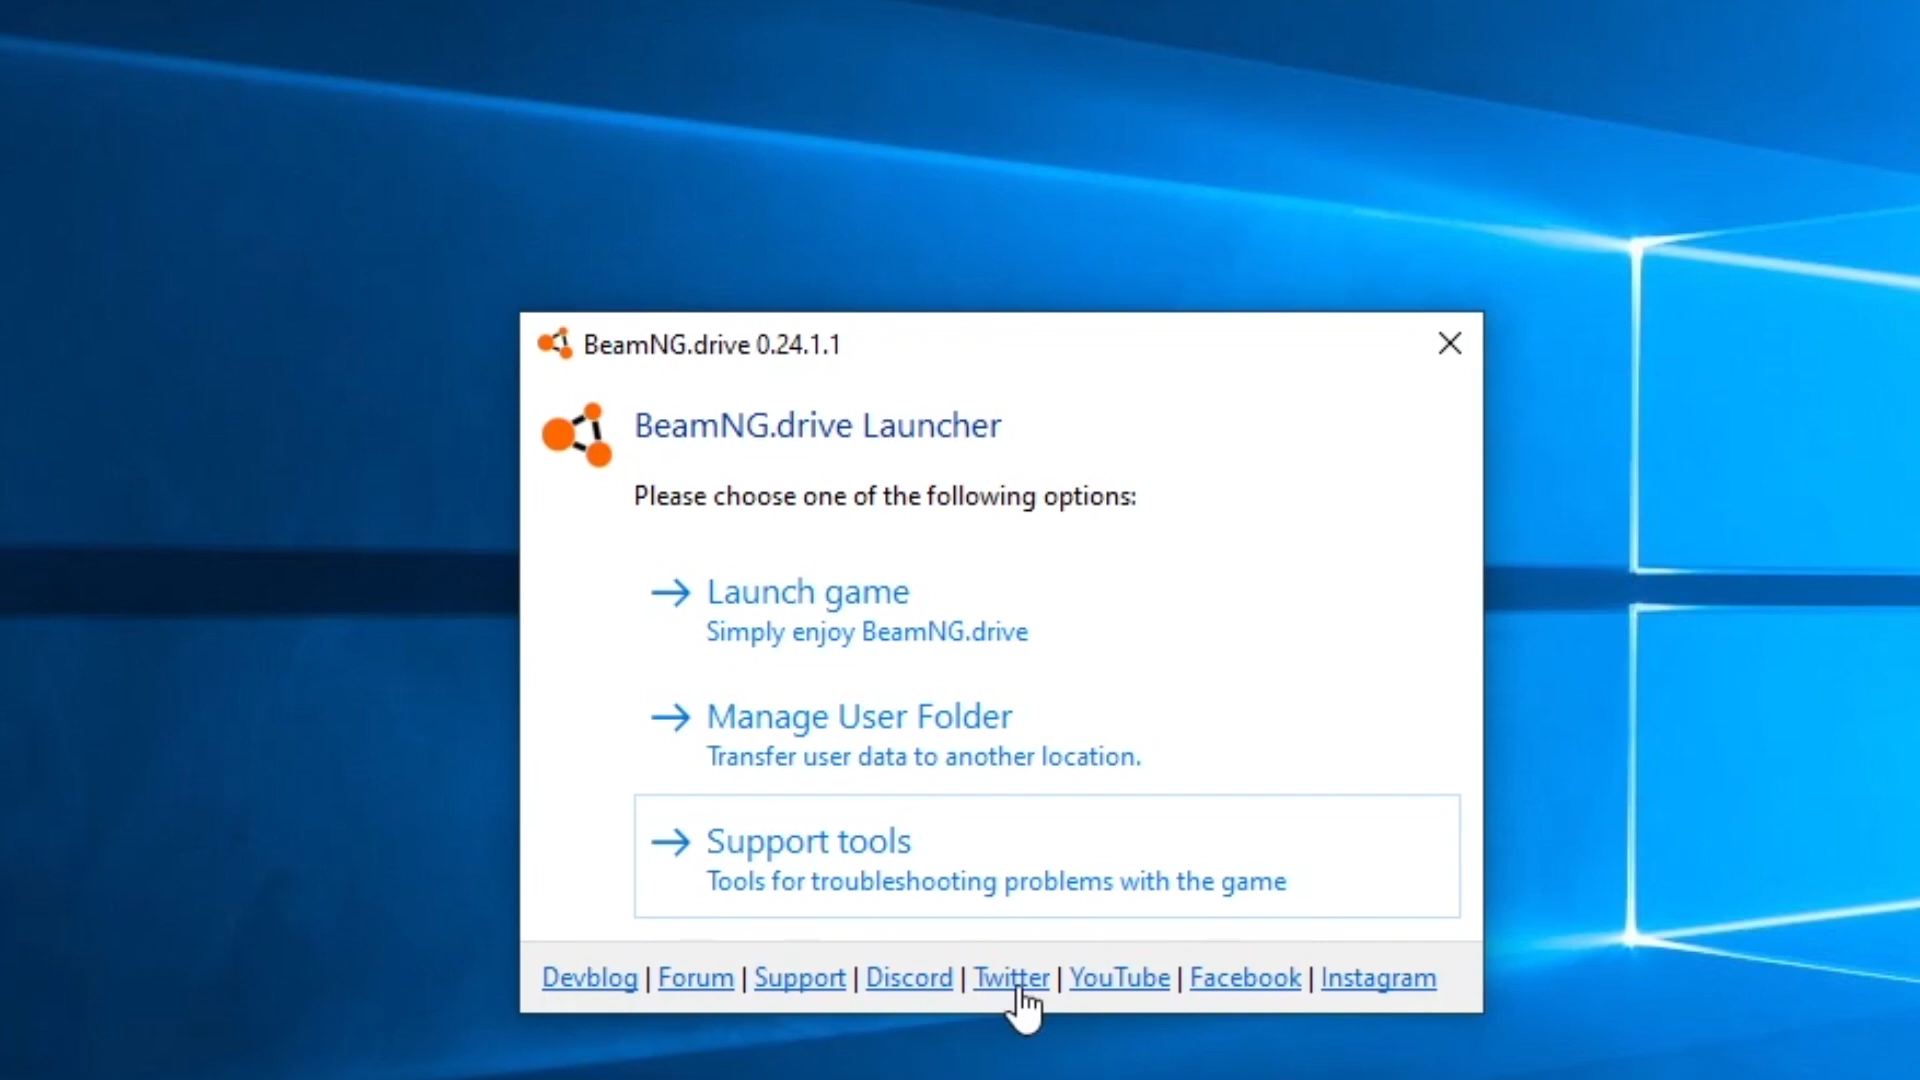 BeamNG.drive 0.24.1.1
BeamNG.drive Launcher
Please choose one of the following options:
Launch game
Simply enjoy BeamNG.drive
Manage User Folder
Transfer user data to another location.
Support tools
Tools for troubleshooting problems with the game
Devblog | Forum | Support | Discord | Twitter | YouTube | Facebook | Instagram